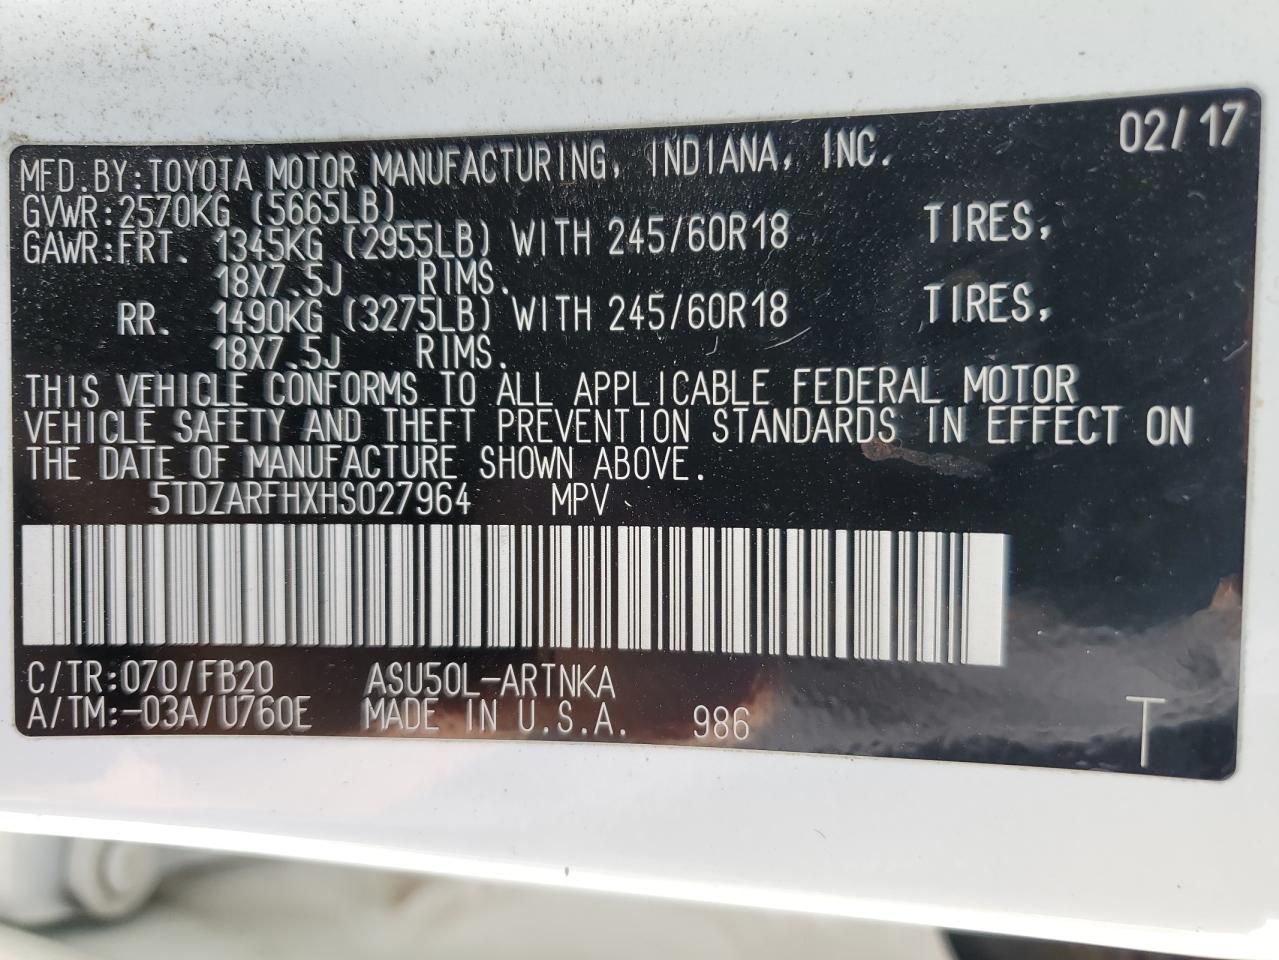 02/17
MFD.BY:TOYOTA MOTOR MANUFACTURING, INDIANA, INC.
GVWR:2570KG (5665LB)
GAWR:FRT. 1345KG (2955LB) WITH 245/60R18 TIRES,
18X7.5J RIMS.
RR. 1490KG (3275LB) WITH 245/60R18 TIRES,
18X7.5J RIMS.
THIS VEHICLE CONFORMS TO ALL APPLICABLE FEDERAL MOTOR
VEHICLE SAFETY AND THEFT PREVENTION STANDARDS IN EFFECT ON
THE DATE OF MANUFACTURE SHOWN ABOVE.
5TDZARFHXHS027964 MPV
C/TR:070/FB20 ASU50L-ARTNKA
A/TM:-03A/U760E MADE IN U.S.A. 986 T